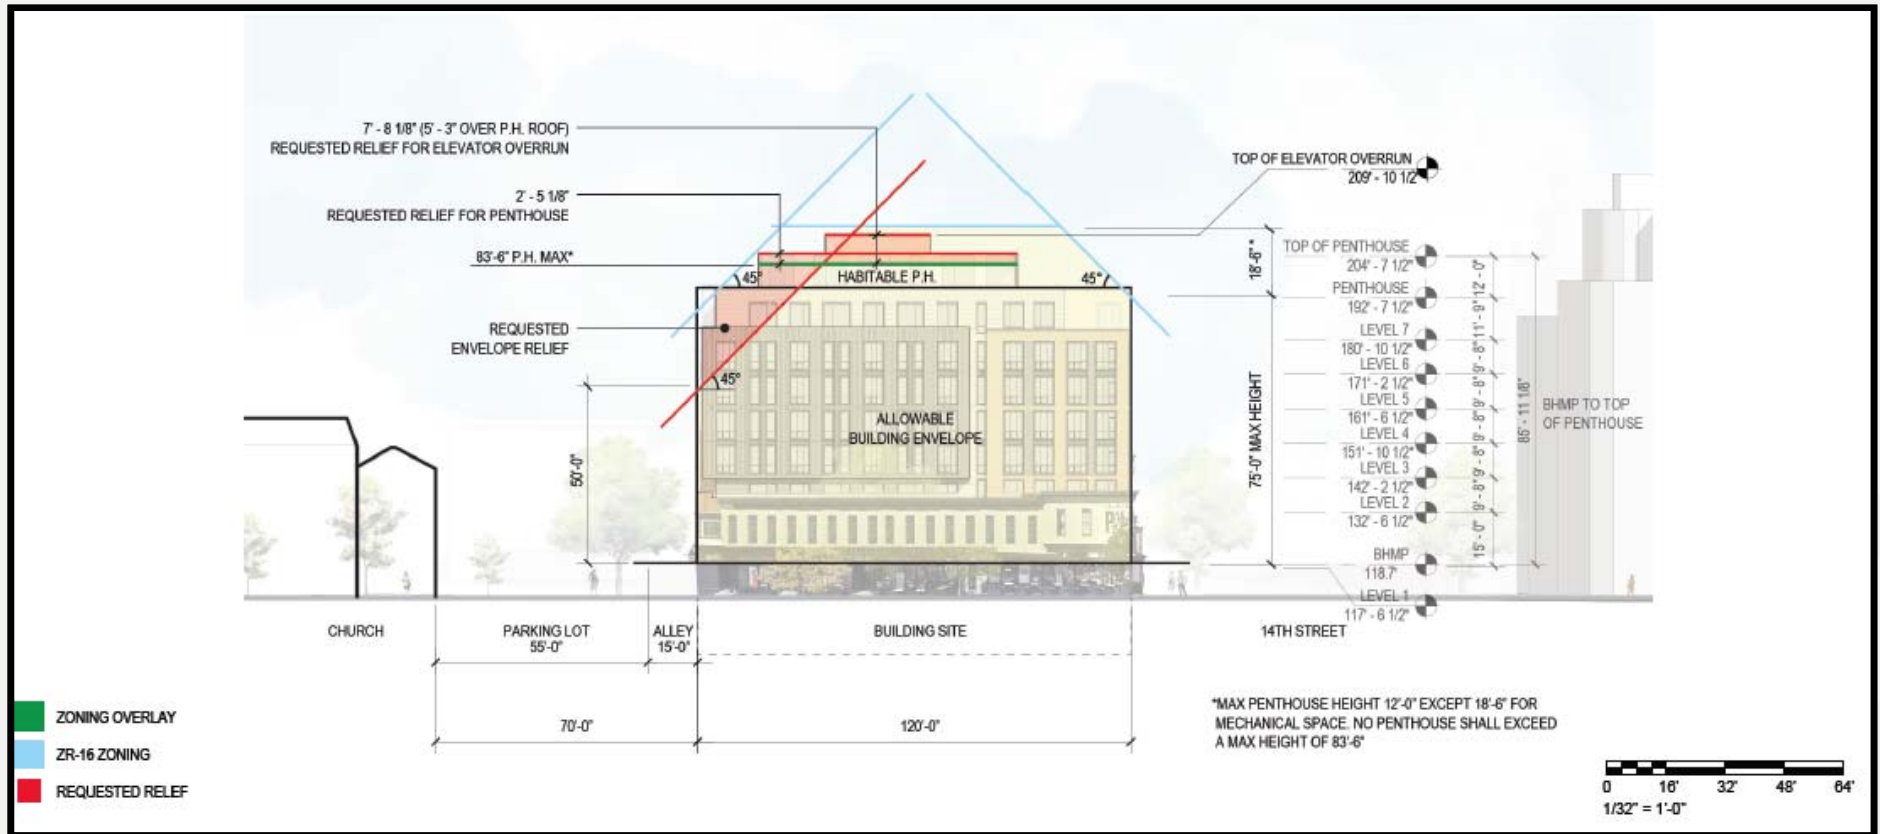 7' - 8 1/8" (5' - 3" OVER P.H. ROOF)
REQUESTED RELIEF FOR ELEVATOR OVERRUN
2' - 5 1/8"
REQUESTED RELIEF FOR PENTHOUSE
83'-6" P.H. MAX*
REQUESTED
ENVELOPE RELIEF
45°
HABITABLE P.H.
45°
45°
ALLOWABLE
BUILDING ENVELOPE
50'-0"
TOP OF ELEVATOR OVERRUN
209' - 10 1/2"
18'-6" *
75'-0" MAX HEIGHT
TOP OF PENTHOUSE
204' - 7 1/2"
PENTHOUSE
192' - 7 1/2"
LEVEL 7
180' - 10 1/2"
LEVEL 6
171' - 2 1/2"
LEVEL 5
161' - 6 1/2"
LEVEL 4
151' - 10 1/2"
LEVEL 3
142' - 2 1/2"
LEVEL 2
132' - 6 1/2"
BHMP
118.7'
LEVEL 1
117' - 6 1/2"
12' - 0"
11' - 9"
9' - 8"
9' - 8"
9' - 8"
9' - 8"
9' - 8"
15' - 0"
85' - 11 1/8"
BHMP TO TOP
OF PENTHOUSE
CHURCH
PARKING LOT
55'-0"
ALLEY
15'-0"
BUILDING SITE
14TH STREET
70'-0"
120'-0"
ZONING OVERLAY
ZR-16 ZONING
REQUESTED RELEF
*MAX PENTHOUSE HEIGHT 12'-0" EXCEPT 18'-6" FOR
MECHANICAL SPACE. NO PENTHOUSE SHALL EXCEED
A MAX HEIGHT OF 83'-6"
0 16' 32' 48' 64'
1/32" = 1'-0"